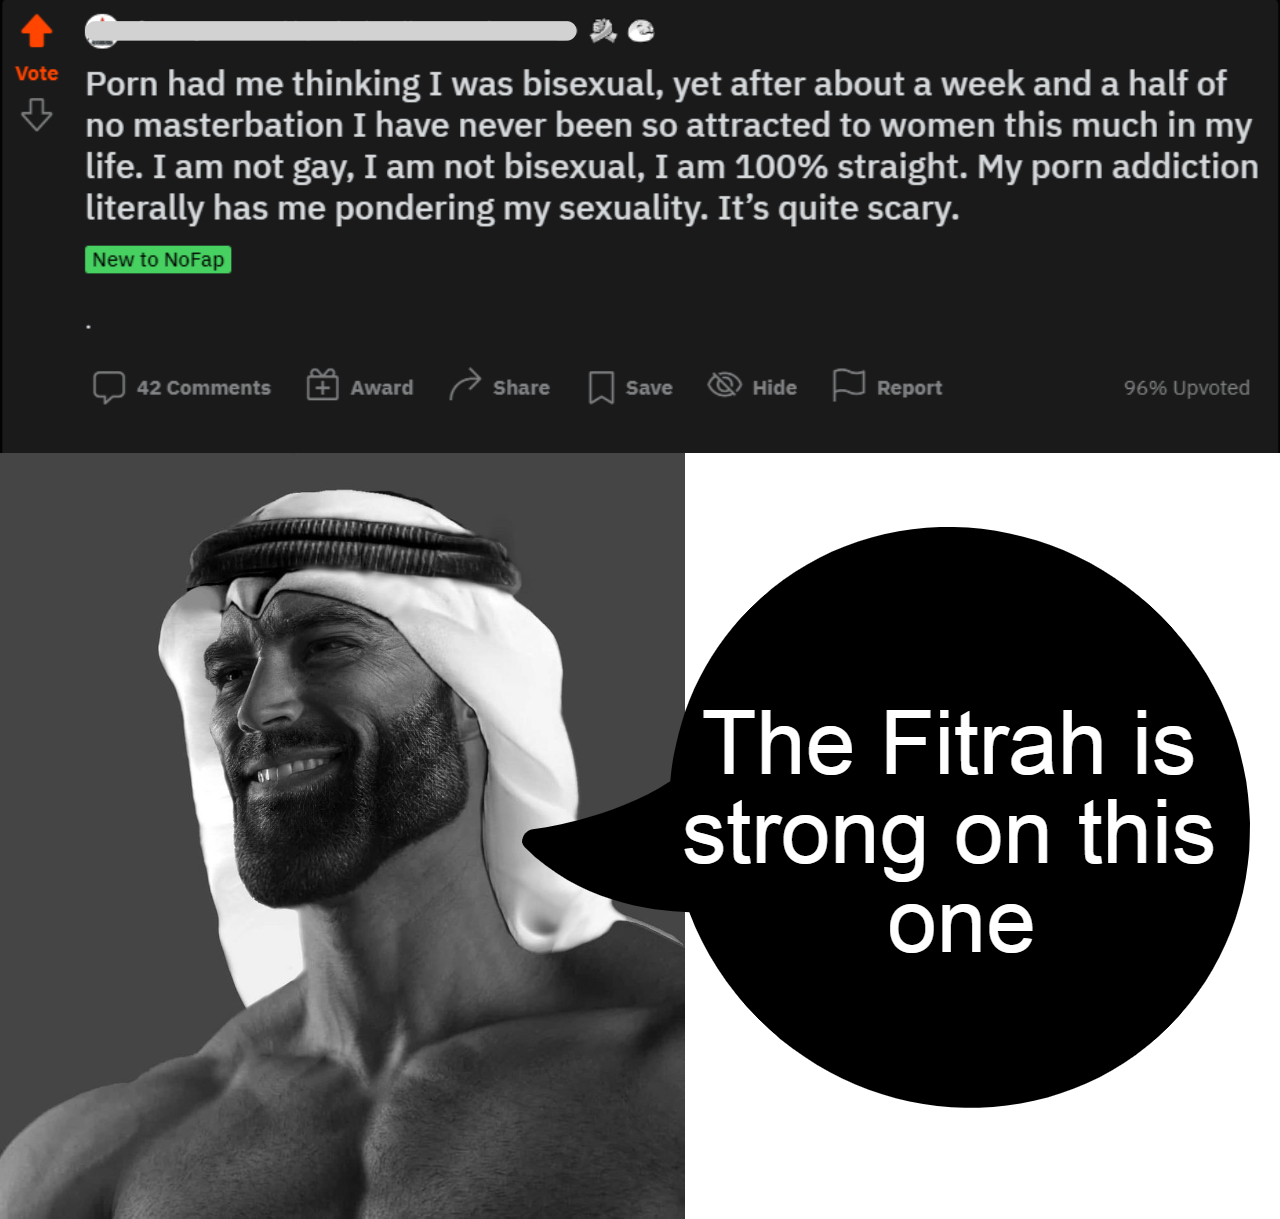 Vote
Porn had me thinking I was bisexual, yet after about a week and a half of
no masterbation I have never been so attracted to women this much in my
life. I am not gay, I am not bisexual, I am 100% straight. My porn addiction
literally has me pondering my sexuality. It’s quite scary.
New to NoFap
.
42 Comments Award Share Save Hide Report 96% Upvoted
The Fitrah is
strong on this
one